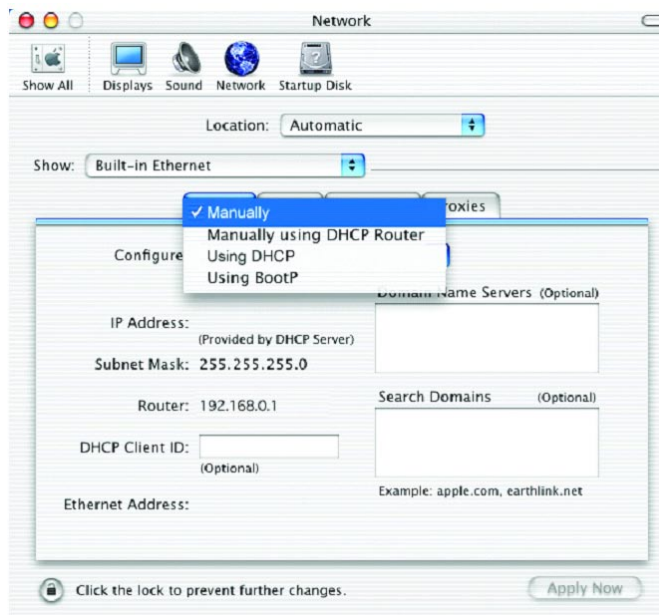 Network
Show All
Displays
Sound
Network
Startup Disk
Location: Automatic
Show: Built-in Ethernet
✓ Manually
Manually using DHCP Router
Using DHCP
Using BootP
Configure
Domain Name Servers (Optional)
IP Address:
(Provided by DHCP Server)
Subnet Mask: 255.255.255.0
Router: 192.168.0.1
Search Domains (Optional)
DHCP Client ID:
(Optional)
Example: apple.com, earthlink.net
Ethernet Address:
Click the lock to prevent further changes.
Apply Now